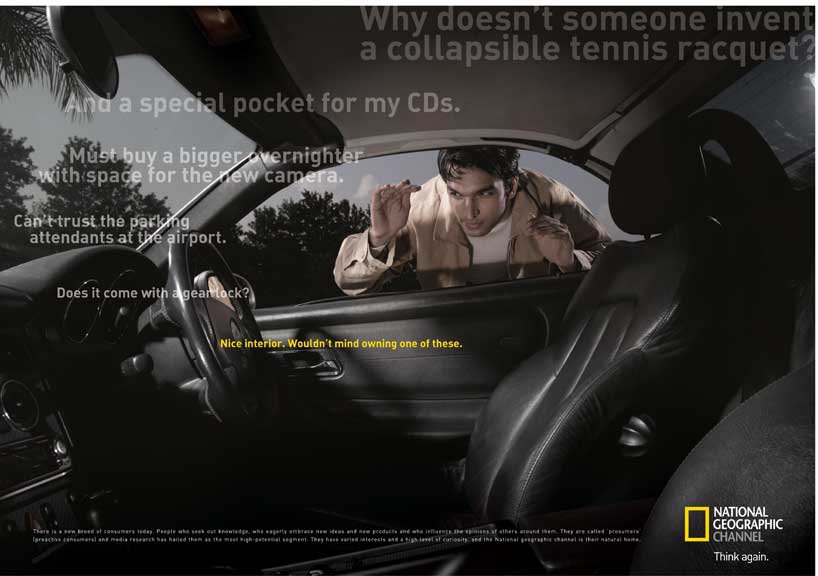 Why doesn't someone invent
a collapsible tennis racquet?
And a special pocket for my CDs.
Must buy a bigger overnighter
with space for the new camera.
Can't trust the parking
attendants at the airport.
Does it come with a gear lock?
Nice interior. Wouldn't mind owning one of these.
There is a new breed of consumers today. People who seek out knowledge, who eagerly embrace new ideas and new products and who influence the opinions of others around them. They are called 'prosumers'
(proactive consumers) and media research has hailed them as the most high-potential segment. They have varied interests and a high level of curiosity, and the National geographic channel is their natural home.
NATIONAL
GEOGRAPHIC
CHANNEL
Think again.